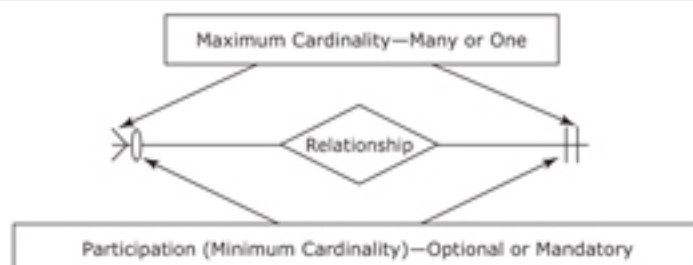 Maximum Cardinality—Many or One
Relationship
Participation (Minimum Cardinality)—Optional or Mandatory